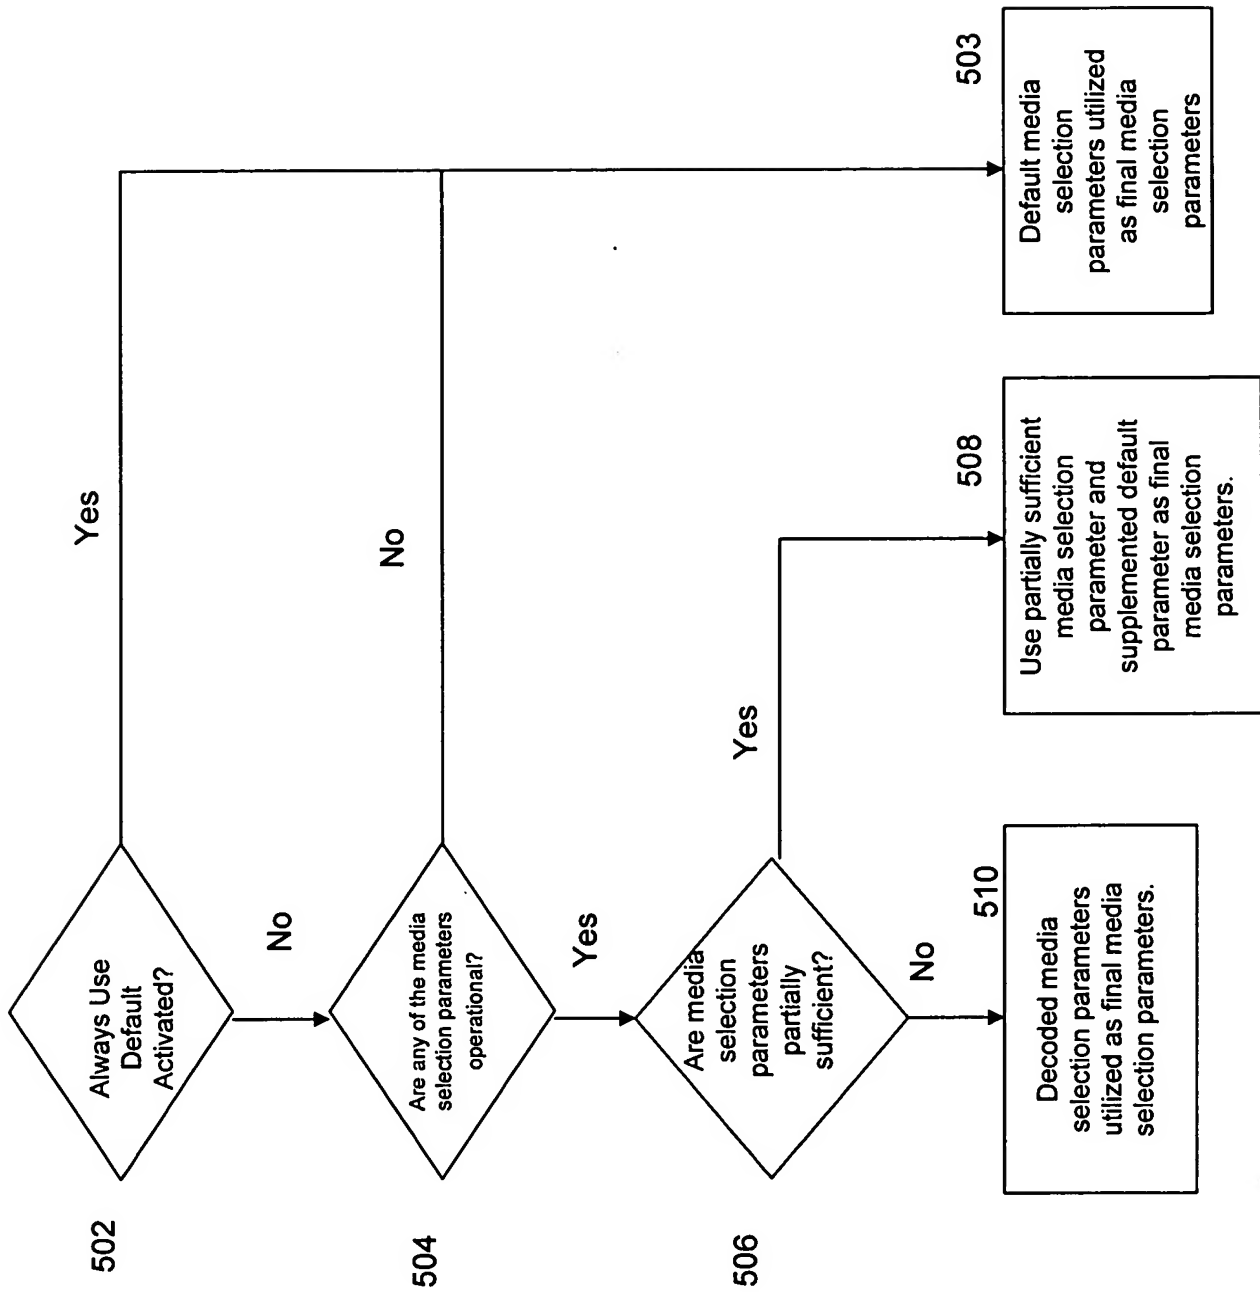 502
Always Use
Default
Activated?
Yes
No
504
Are any of the media
selection parameters
operational?
No
Yes
506
Are media
selection
parameters
partially
sufficient?
Yes
No
510
Decoded media
selection parameters
utilized as final media
selection parameters.
508
Use partially sufficient
media selection
parameter and
supplemented default
parameter as final
media selection
parameters.
503
Default media
selection
parameters utilized
as final media
selection
parameters